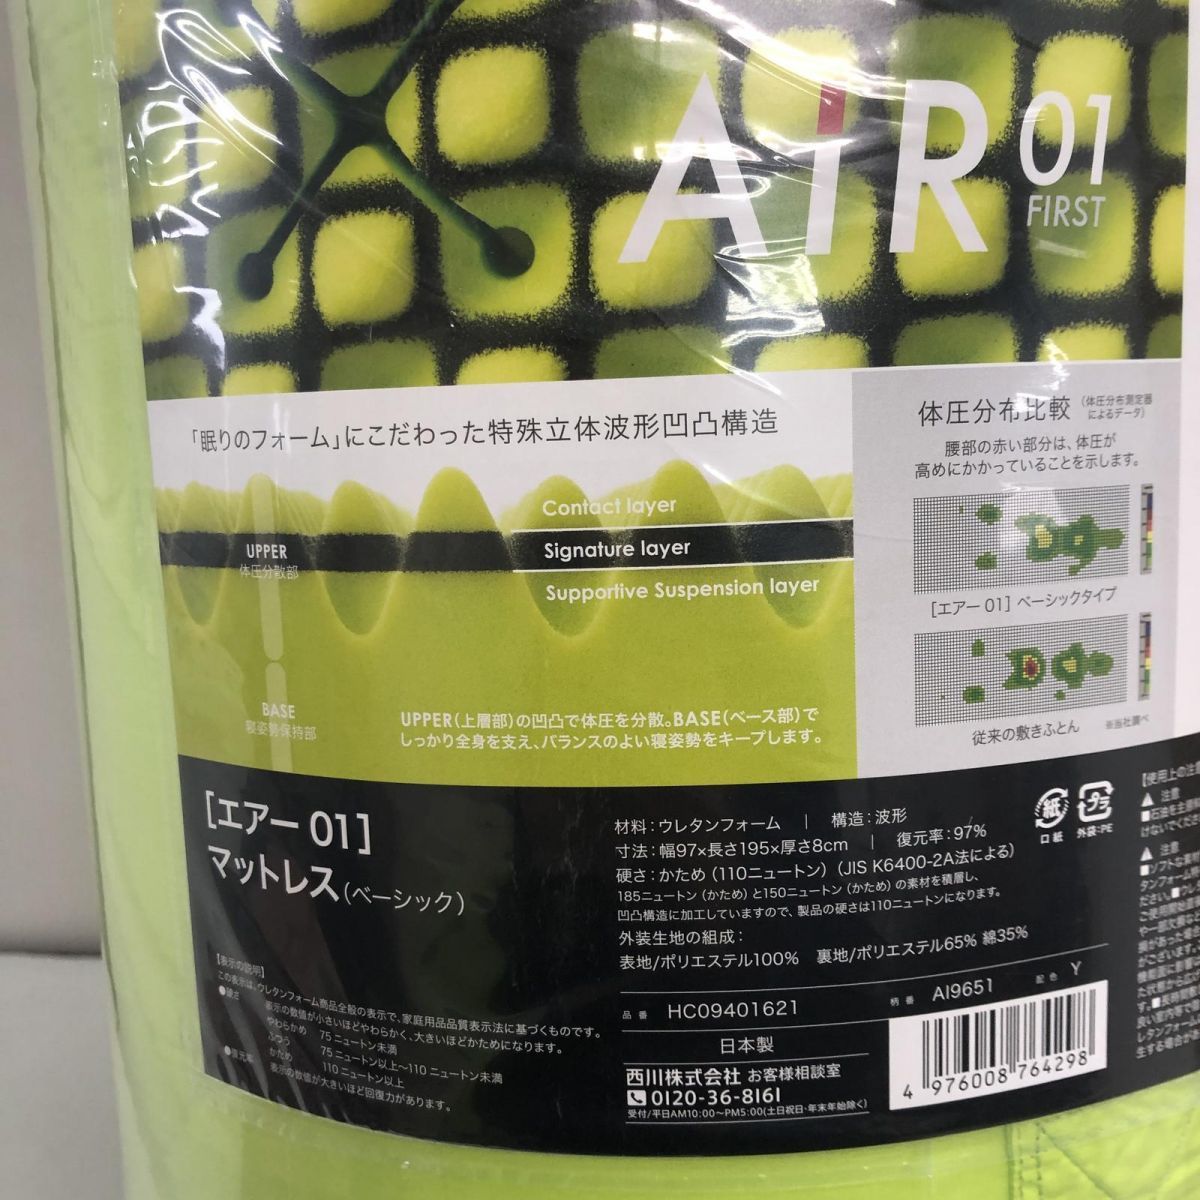 AiR 01
FIRST
「眠りのフォーム」にこだわった特殊立体波形凹凸構造
UPPER
体圧分散部
Contact layer
Signature layer
Supportive Suspension layer
BASE
寝姿勢保持部
UPPER(上層部)の凹凸で体圧を分散。BASE(ベース部)で
しっかり全身を支え、バランスのよい寝姿勢をキープします。
体圧分布比較(体圧分布測定器
によるデータ)
腰部の赤い部分は、体圧が
高めにかかっていることを示します。
[エアー 01] ベーシックタイプ
従来の敷きふとん
※当社調べ
[エアー 01]
マットレス(ベーシック)
【表示の説明】
この表示は、ウレタンフォーム商品全般の表示で、家庭用品品質表示法に基づくものです。
●硬さ 表示の数値が小さいほどやわらかく、大きいほどかためになります。
やわらかめ 75ニュートン未満
ふつう 75ニュートン以上〜110ニュートン未満
かため 110ニュートン以上
●復元率 表示の数値が大きいほど回復力があります。
材料:ウレタンフォーム | 構造:波形
寸法:幅97×長さ195×厚さ8cm | 復元率:97%
硬さ:かため(110ニュートン)(JIS K6400-2A法による)
185ニュートン(かため)と150ニュートン(かため)の素材を積層し、
凹凸構造に加工していますので、製品の硬さは110ニュートンになります。
外装生地の組成:
表地/ポリエステル100% 裏地/ポリエステル65% 綿35%
品番 HC09401621 柄番 AI9651 配色 Y
日本製
西川株式会社 お客様相談室
0120-36-8161
受付/平日AM10:00〜PM5:00(土日祝日・年末年始除く)
4 976008 764298
紙
口紙
プラ
外袋:PE
【使用上の注意
注意
注意